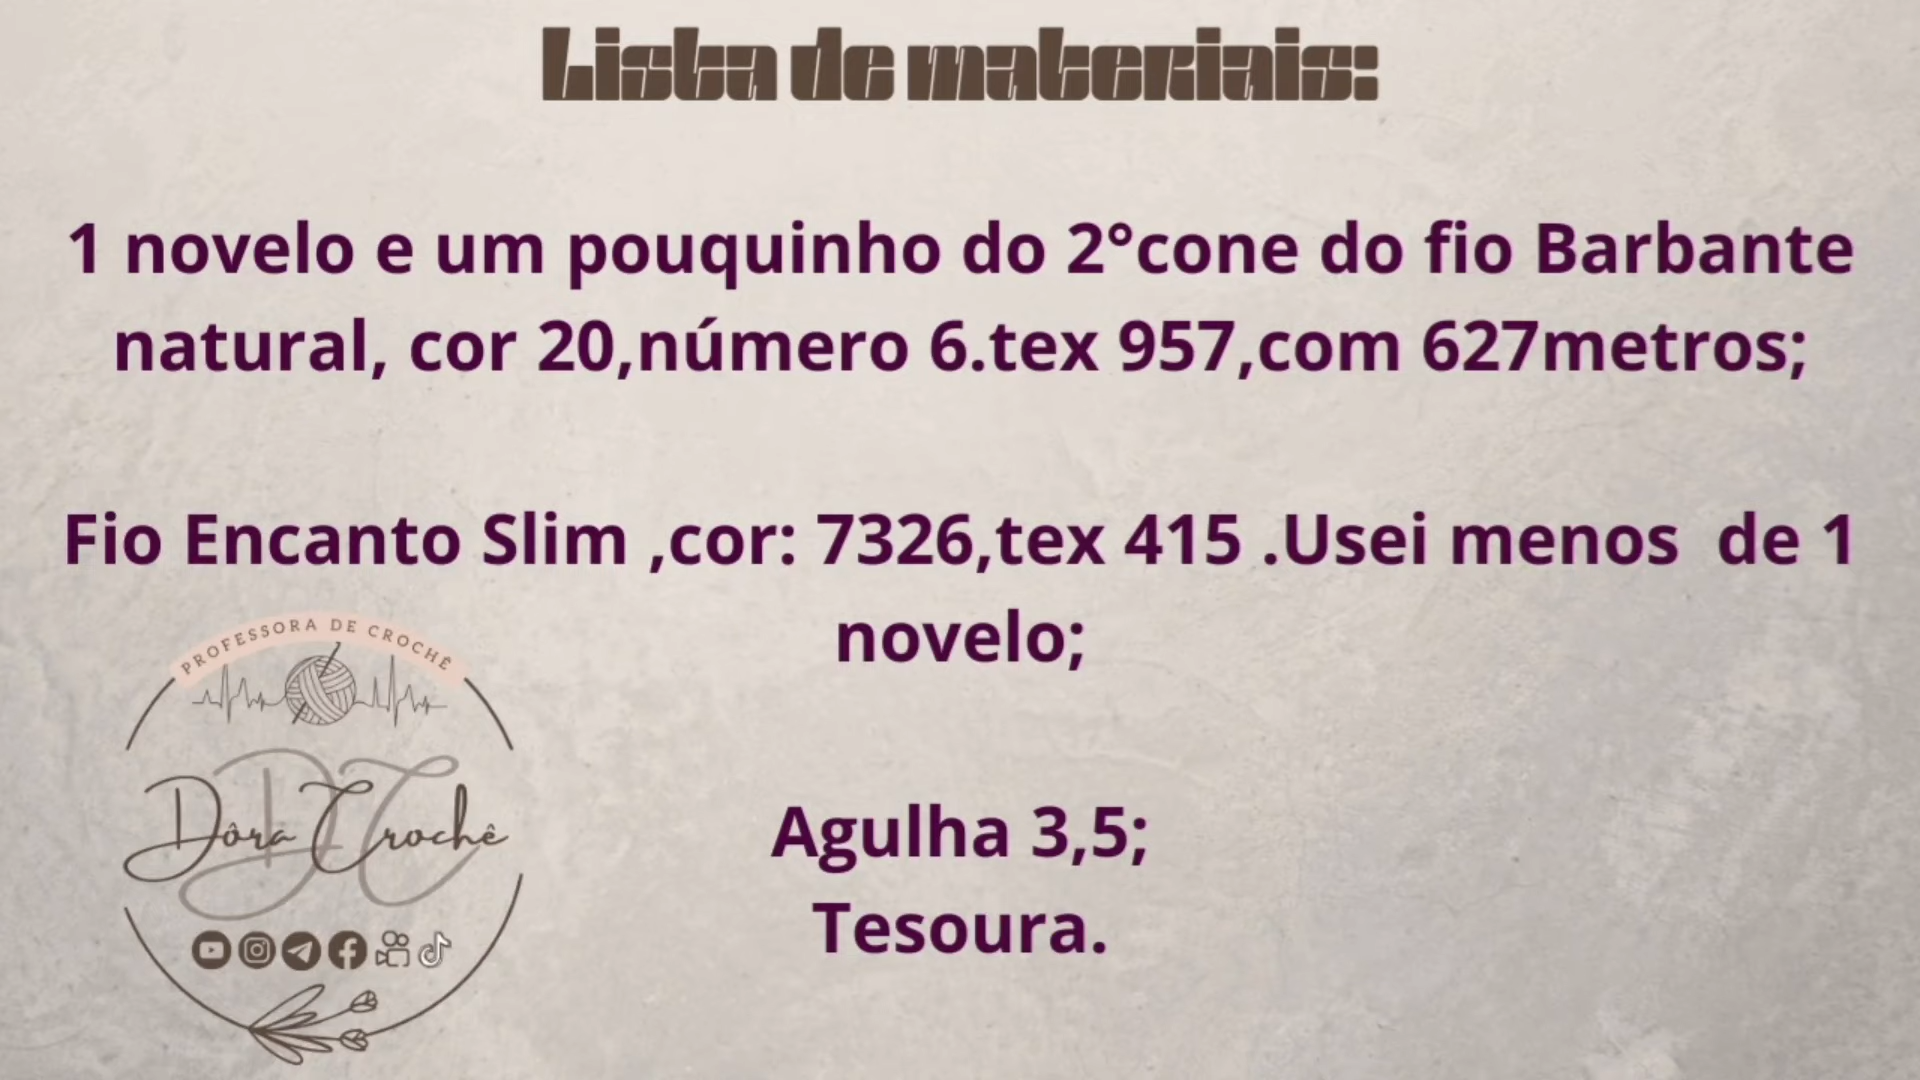 Lista de materiais:
1 novelo e um pouquinho do 2°cone do fio Barbante
natural, cor 20,número 6.tex 957,com 627metros;
Fio Encanto Slim ,cor: 7326,tex 415 .Usei menos  de 1
novelo;
Agulha 3,5;
Tesoura.
PROFESSORA DE CROCHÊ
DC
Dôra Crochê